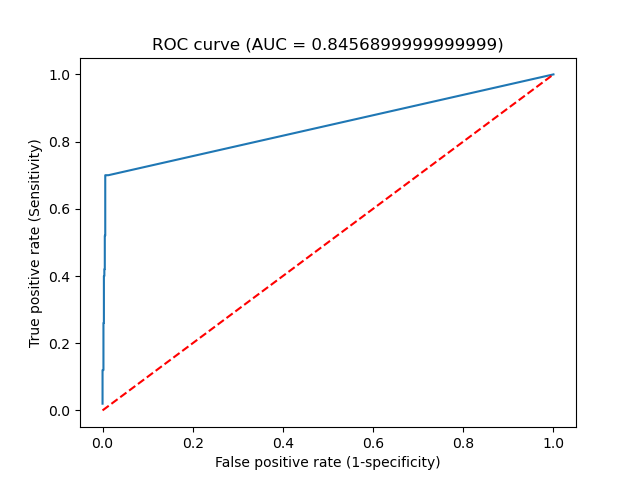 ROC curve (AUC = 0.8456899999999999)
True positive rate (Sensitivity)
1.0
0.8
0.6
0.4
0.2
0.0
0.0 0.2 0.4 0.6 0.8 1.0
False positive rate (1-specificity)